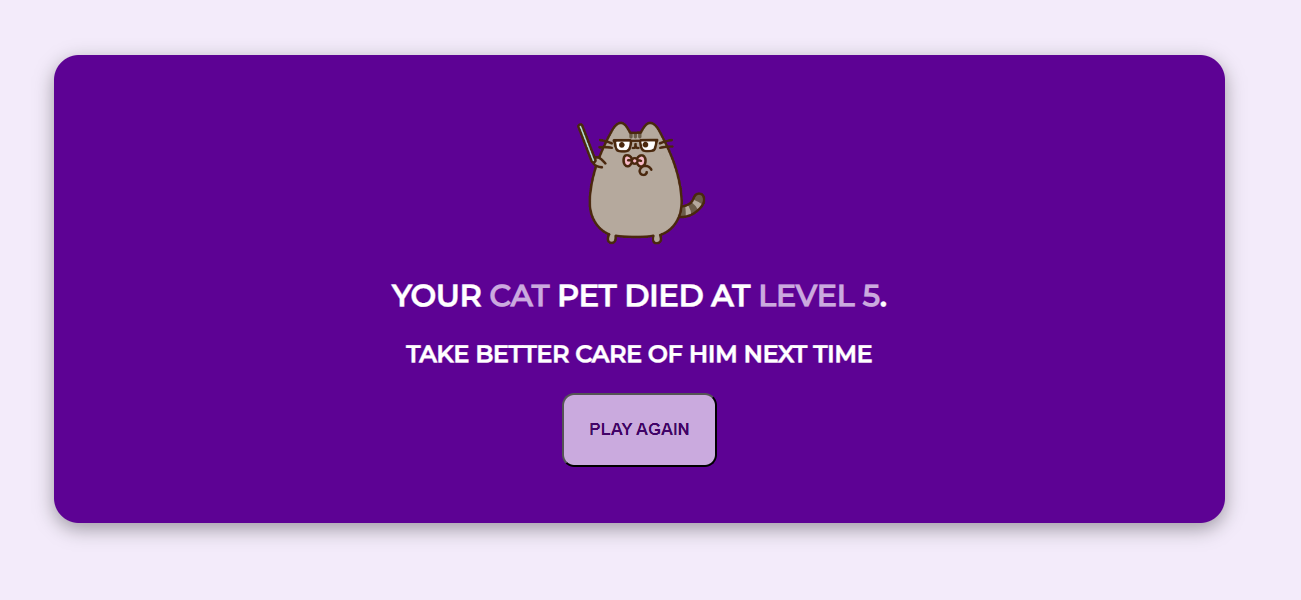 YOUR CAT PET DIED AT LEVEL 5.
TAKE BETTER CARE OF HIM NEXT TIME
PLAY AGAIN